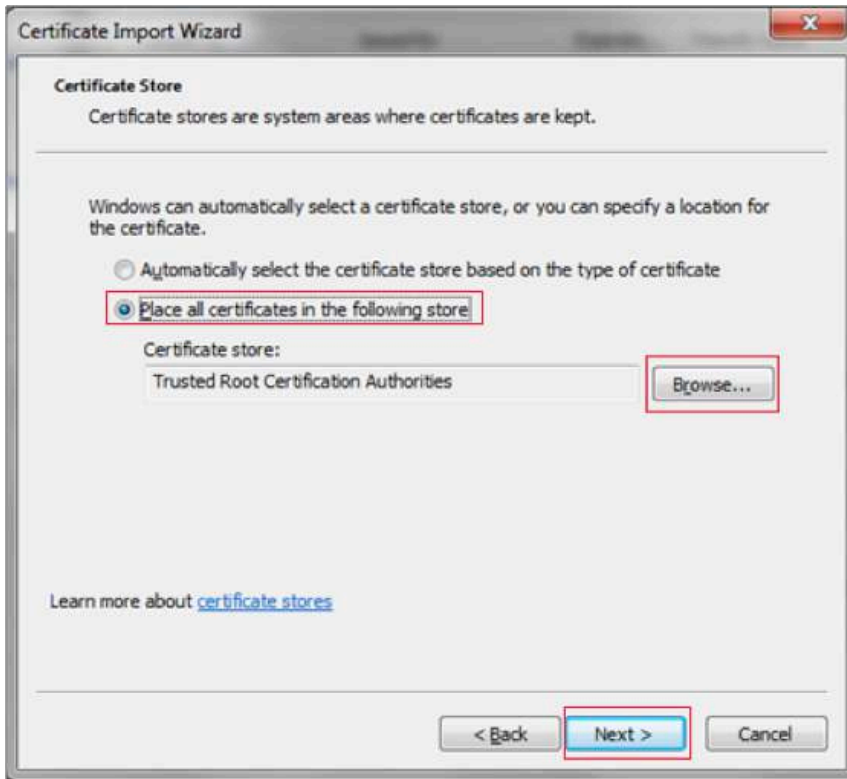 Certificate Import Wizard
Certificate Store
Certificate stores are system areas where certificates are kept.
Windows can automatically select a certificate store, or you can specify a location for
the certificate.
Automatically select the certificate store based on the type of certificate
Place all certificates in the following store
Certificate store:
Trusted Root Certification Authorities
Browse...
Learn more about certificate stores
< Back
Next >
Cancel